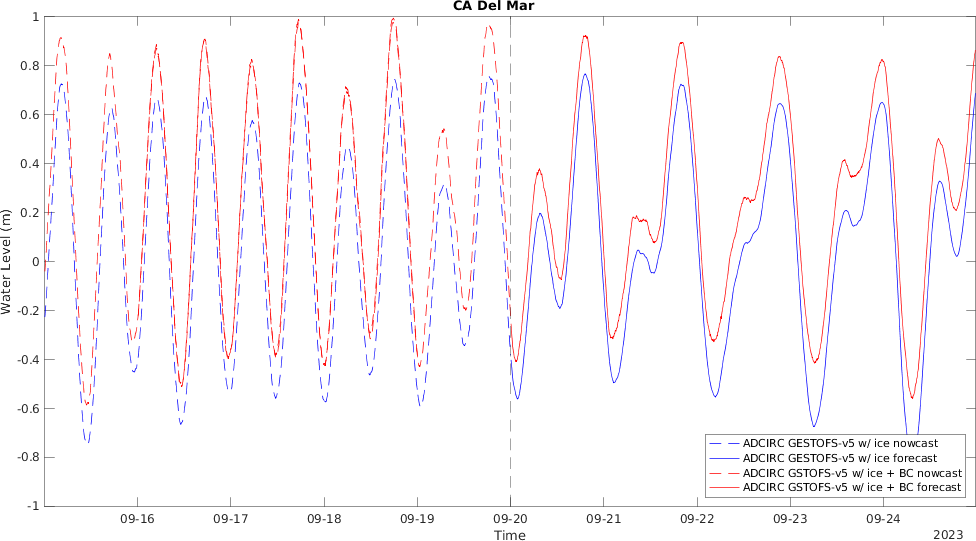 CA Del Mar
1
0.8
0.6
0.4
0.2
0
-0.2
-0.4
-0.6
-0.8
-1
Water Level (m)
09-16 09-17 09-18 09-19 09-20 09-21 09-22 09-23 09-24
Time
2023
ADCIRC GESTOFS-v5 w/ ice nowcast
ADCIRC GESTOFS-v5 w/ ice forecast
ADCIRC GSTOFS-v5 w/ ice + BC nowcast
ADCIRC GSTOFS-v5 w/ ice + BC forecast